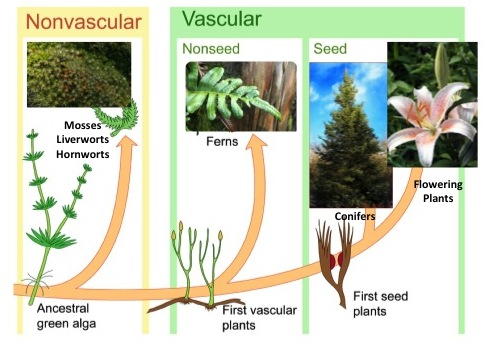 Nonvascular
Vascular
Nonseed
Seed
Mosses
Liverworts
Hornworts
Ferns
Conifers
Flowering
Plants
Ancestral
green alga
First vascular
plants
First seed
plants